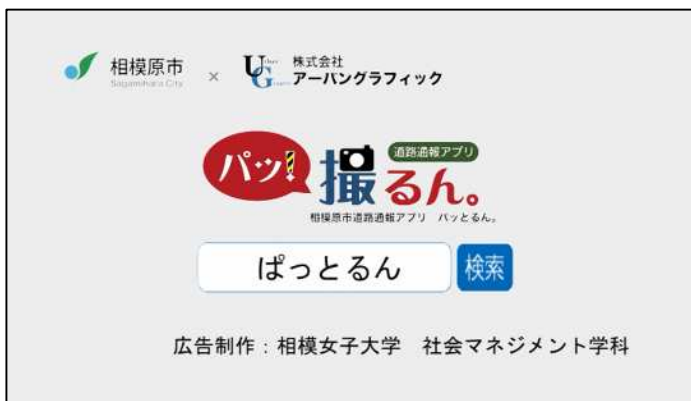 相模原市
Sagamihara City
×
UG
株式会社
アーバングラフィック
パッ!
撮るん。
道路通報アプリ
相模原市道路通報アプリ パッとるん。
ぱっとるん
検索
広告制作：相模女子大学 社会マネジメント学科